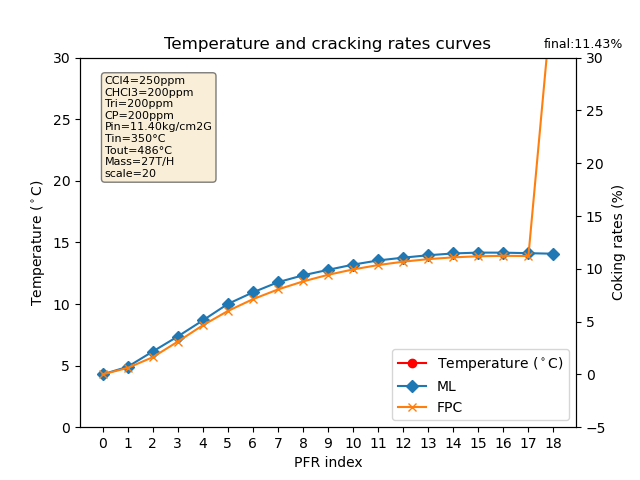 Temperature and cracking rates curves
final:11.43%
CCl4=250ppm
CHCl3=200ppm
Tri=200ppm
CP=200ppm
Pin=11.40kg/cm2G
Tin=350°C
Tout=486°C
Mass=27T/H
scale=20
Temperature (°C)
30
25
20
15
10
5
0
Coking rates (%)
30
25
20
15
10
5
0
−5
Temperature (°C)
ML
FPC
0 1 2 3 4 5 6 7 8 9 10 11 12 13 14 15 16 17 18
PFR index